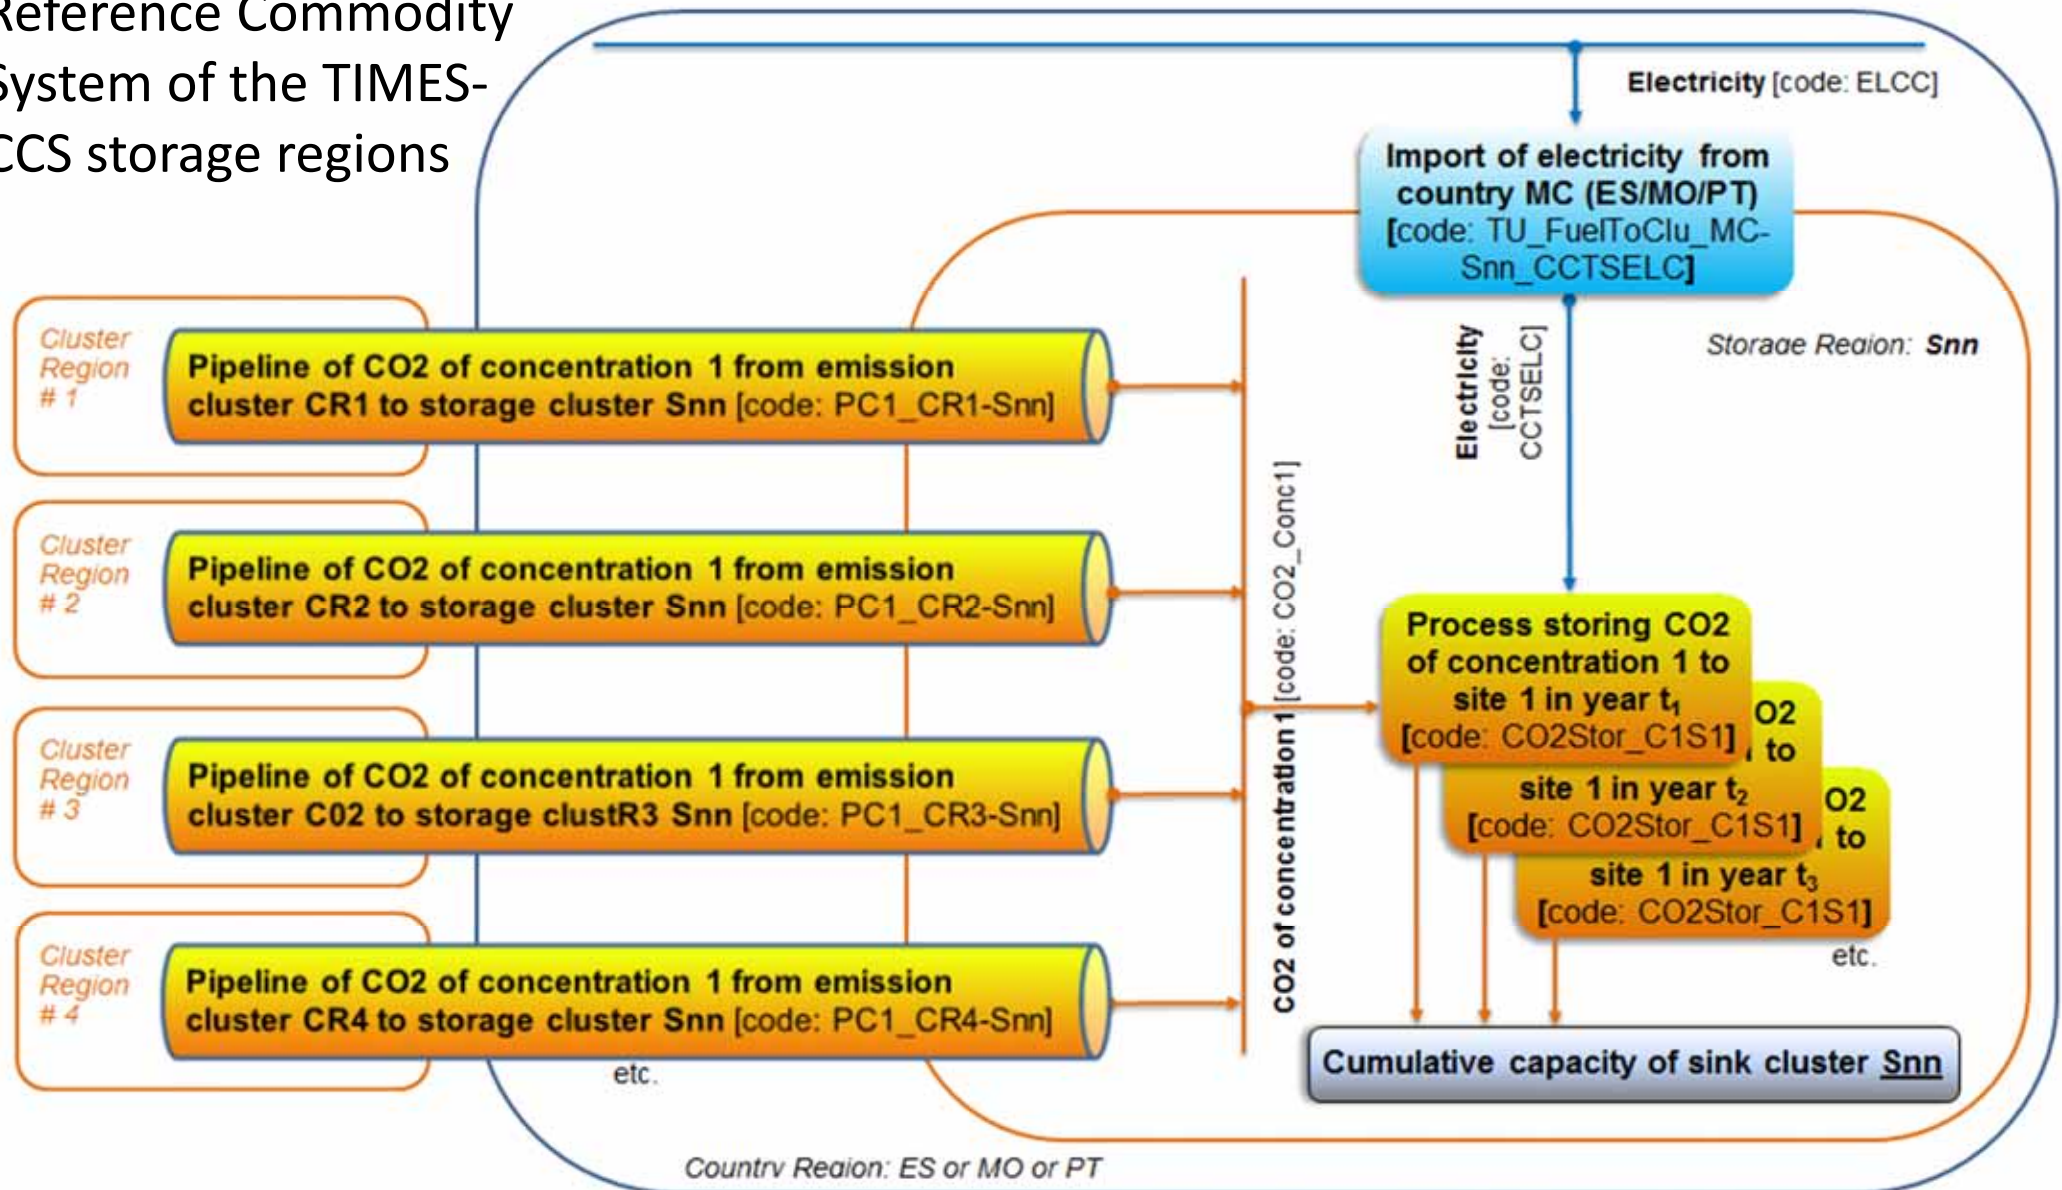 Reference Commodity
System of the TIMES-
CCS storage regions
Electricity [code: ELCC]
Import of electricity from
country MC (ES/MO/PT)
[code: TU_FuelToClu_MC-
Snn_CCTSELC]
Storage Region: Snn
Electricity
[code:
CCTSELC]
Cluster
Region
# 1
Pipeline of CO2 of concentration 1 from emission
cluster CR1 to storage cluster Snn [code: PC1_CR1-Snn]
Cluster
Region
# 2
Pipeline of CO2 of concentration 1 from emission
cluster CR2 to storage cluster Snn [code: PC1_CR2-Snn]
Cluster
Region
# 3
Pipeline of CO2 of concentration 1 from emission
cluster C02 to storage clustR3 Snn [code: PC1_CR3-Snn]
Cluster
Region
# 4
Pipeline of CO2 of concentration 1 from emission
cluster CR4 to storage cluster Snn [code: PC1_CR4-Snn]
etc.
CO2 of concentration 1 [code: CO2_Conc1]
Process storing CO2
of concentration 1 to
site 1 in year t₁
[code: CO2Stor_C1S1]
O2
1 to
site 1 in year t₂
[code: CO2Stor_C1S1]
O2
1 to
site 1 in year t₃
[code: CO2Stor_C1S1]
etc.
Cumulative capacity of sink cluster Snn
Country Region: ES or MO or PT